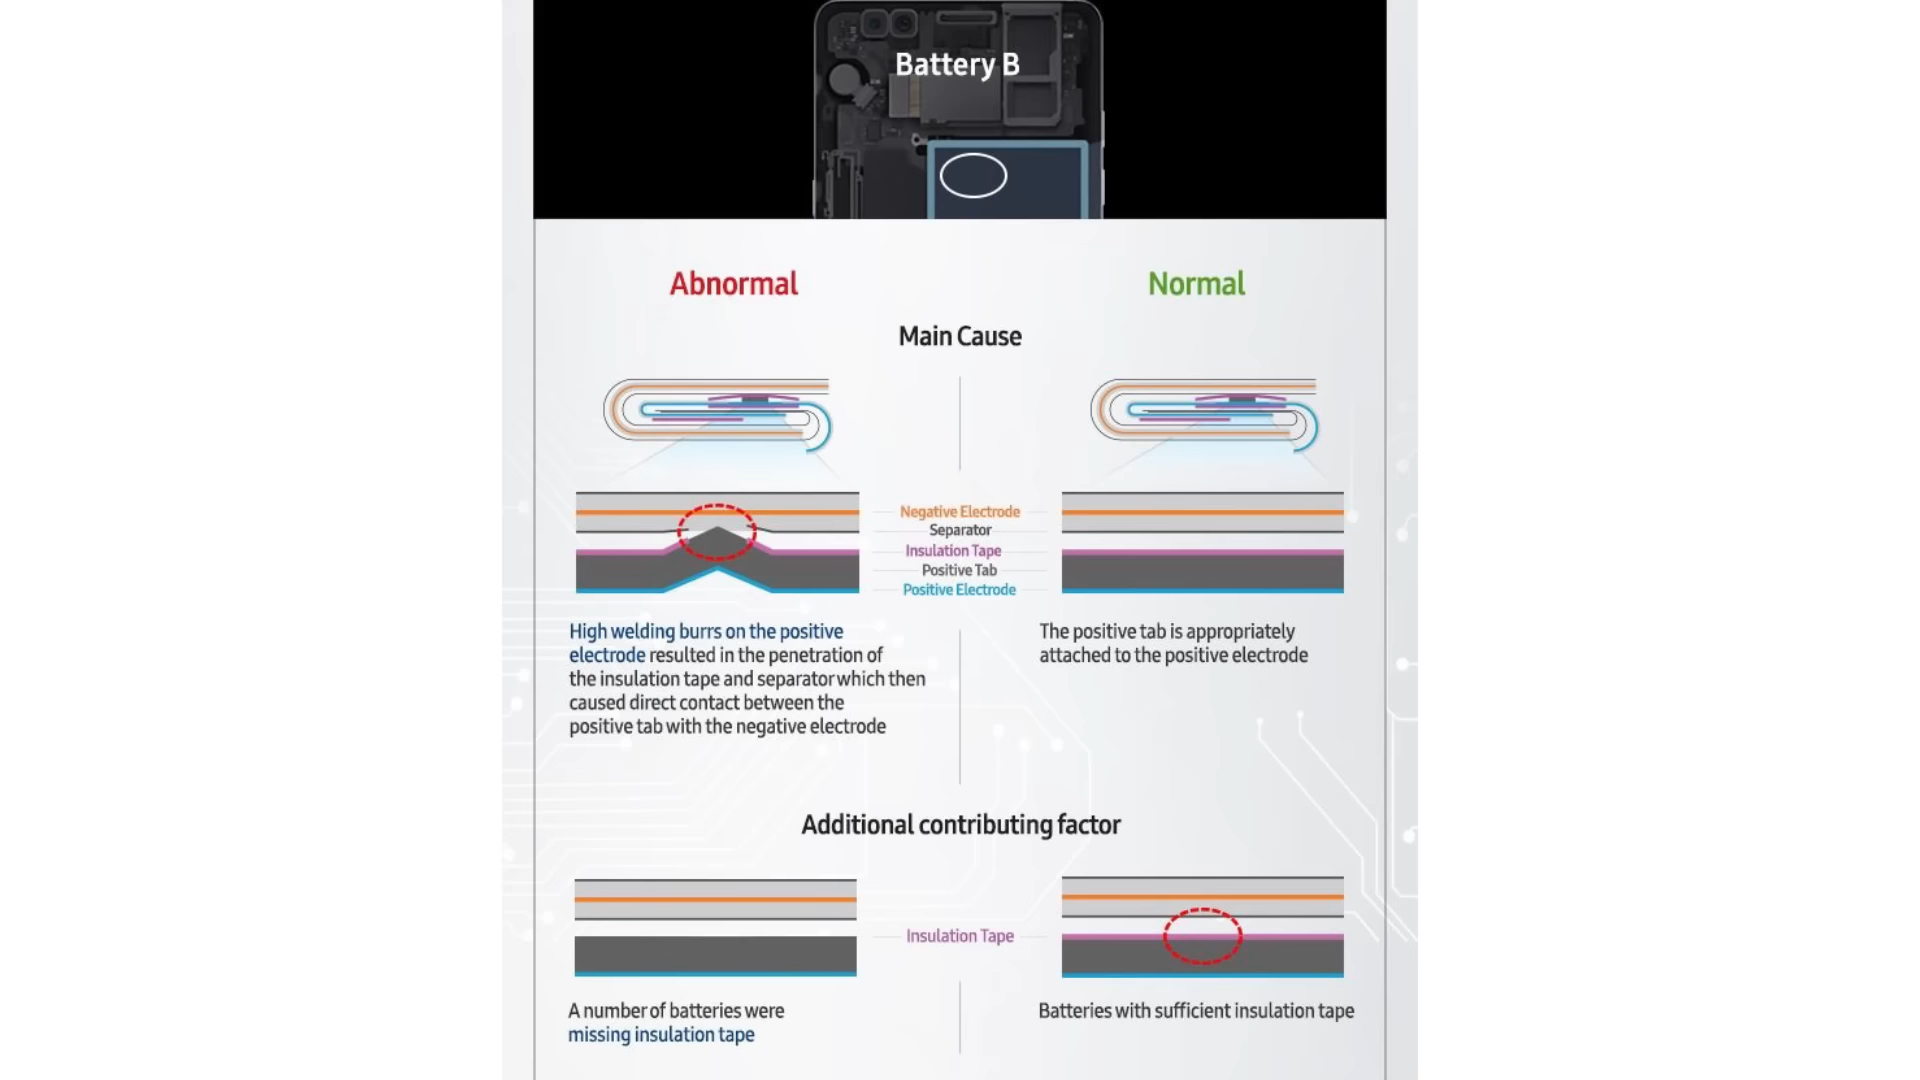 Battery B
Abnormal
Normal
Main Cause
Negative Electrode
Separator
Insulation Tape
Positive Tab
Positive Electrode
High welding burrs on the positive
electrode resulted in the penetration of
the insulation tape and separator which then
caused direct contact between the
positive tab with the negative electrode
The positive tab is appropriately
attached to the positive electrode
Additional contributing factor
Insulation Tape
A number of batteries were
missing insulation tape
Batteries with sufficient insulation tape